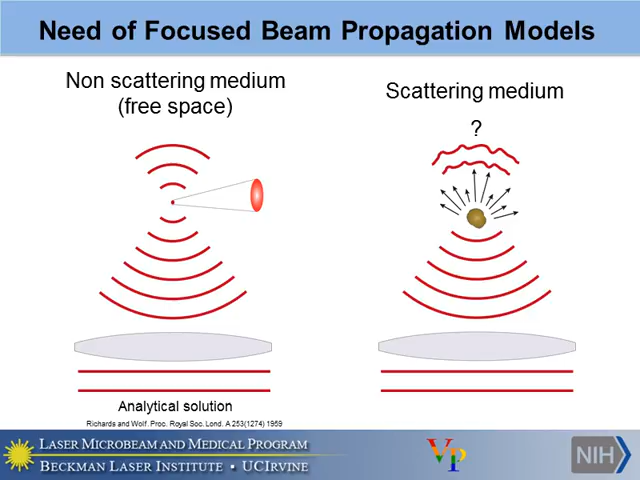 Need of Focused Beam Propagation Models
Non scattering medium
(free space)
Scattering medium
?
Analytical solution
Richards and Wolf. Proc. Royal Soc. Lond. A 253(1274) 1959
LASER MICROBEAM AND MEDICAL PROGRAM
BECKMAN LASER INSTITUTE • UCIRVINE
VP
NIH